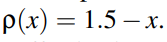 ρ(x) = 1.5 − x.